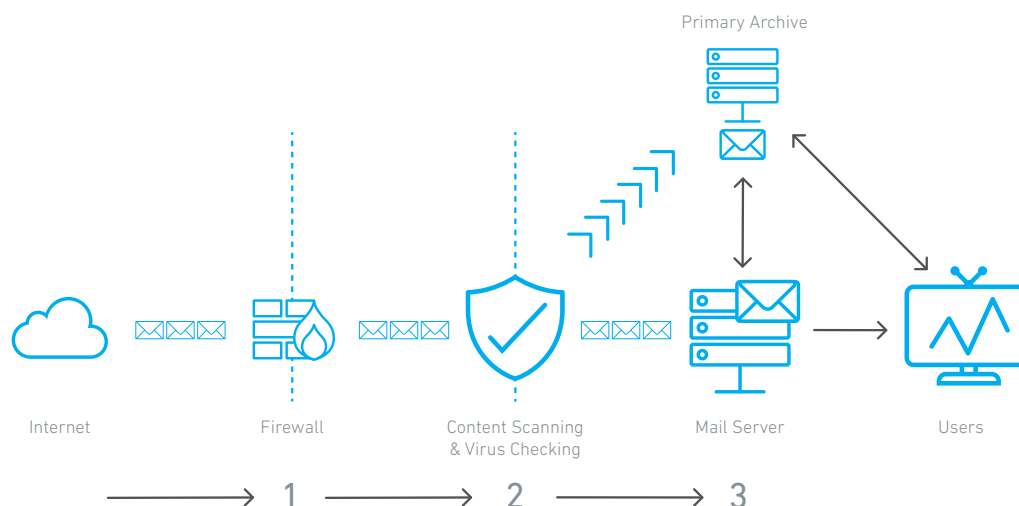 Primary Archive
Internet
Firewall
Content Scanning
& Virus Checking
Mail Server
Users
1
2
3